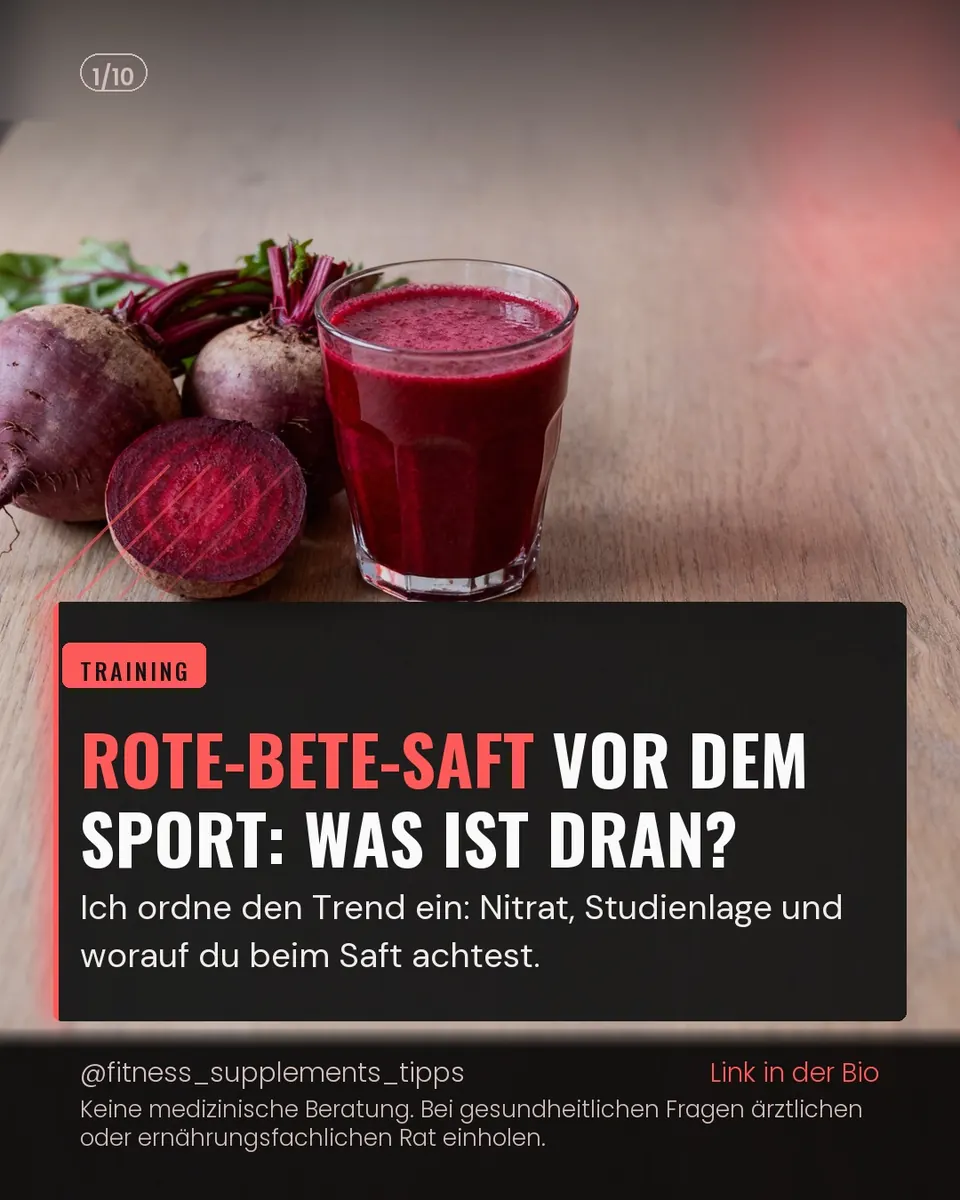 1/10
TRAINING
ROTE-BETE-SAFT VOR DEM
SPORT: WAS IST DRAN?
Ich ordne den Trend ein: Nitrat, Studienlage und
worauf du beim Saft achtest.
@fitness_supplements_tipps
Link in der Bio
Keine medizinische Beratung. Bei gesundheitlichen Fragen ärztlichen
oder ernährungsfachlichen Rat einholen.